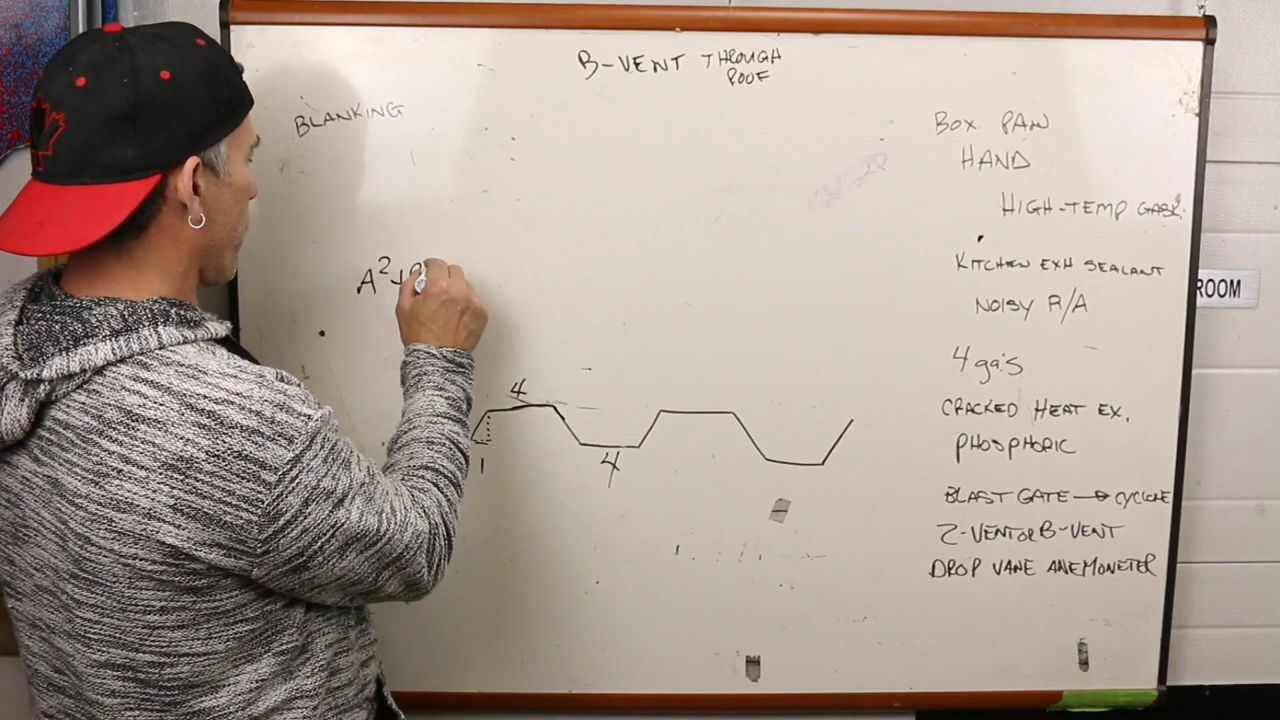 B-VENT THROUGH
ROOF
BLANKING
A²+
4
1
4
BOX PAN
HAND
HIGH-TEMP GASK.
KITCHEN EXH SEALANT
NOISY R/A
4 gas
CRACKED HEAT EX.
PHOSPHORIC
BLAST GATE → CYCLONE
Z-VENT OR B-VENT
DROP VANE ANEMOMETER
ROOM